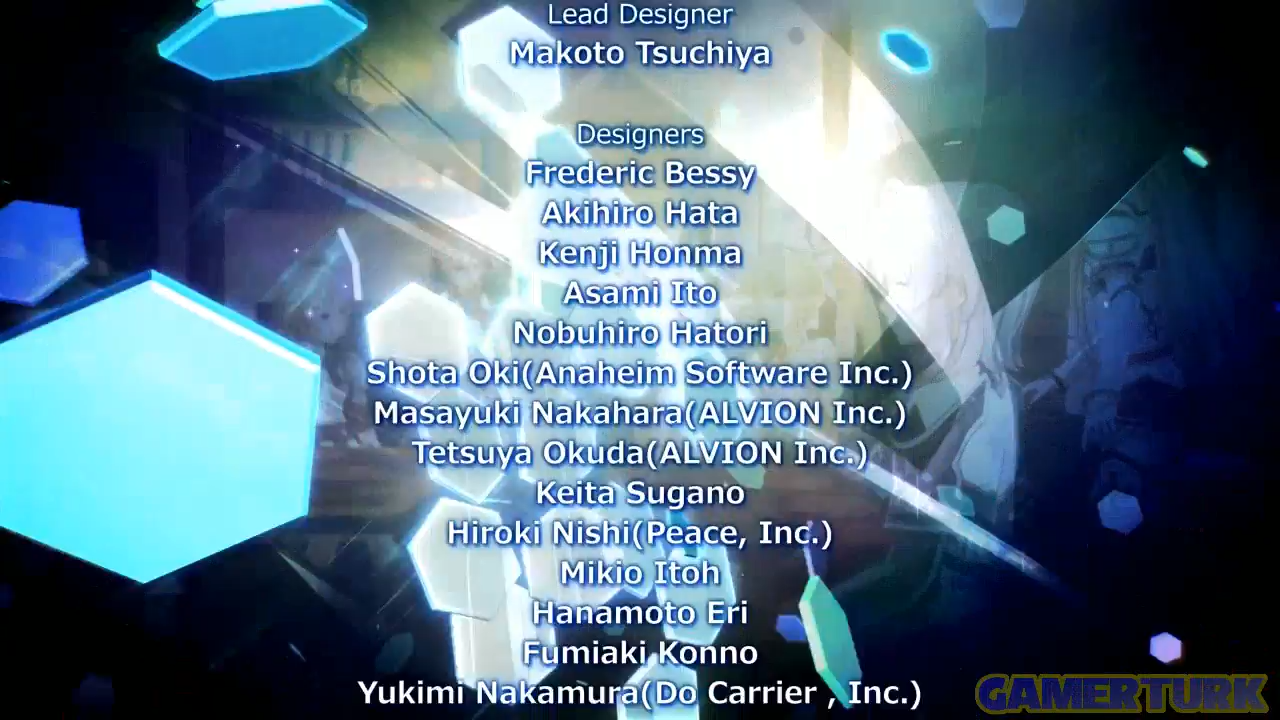 Lead Designer
Makoto Tsuchiya
Designers
Frederic Bessy
Akihiro Hata
Kenji Honma
Asami Ito
Nobuhiro Hatori
Shota Oki(Anaheim Software Inc.)
Masayuki Nakahara(ALVION Inc.)
Tetsuya Okuda(ALVION Inc.)
Keita Sugano
Hiroki Nishi(Peace, Inc.)
Mikio Itoh
Hanamoto Eri
Fumiaki Konno
Yukimi Nakamura(Do Carrier , Inc.)
GAMERTURK